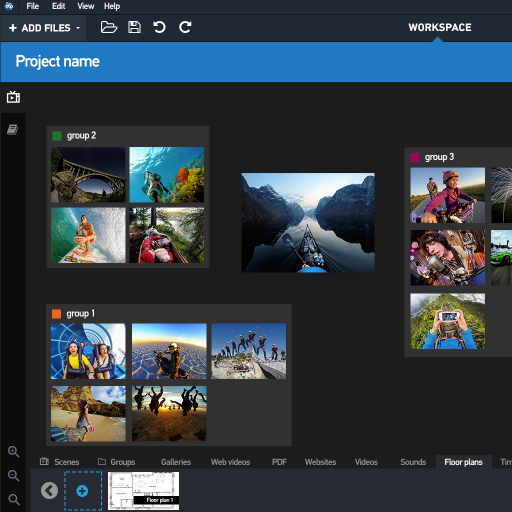 File Edit View Help
+ ADD FILES
WORKSPACE
Project name
group 2
group 3
group 1
Scenes Groups Galleries Web videos PDF Websites Videos Sounds Floor plans
Floor plan 1